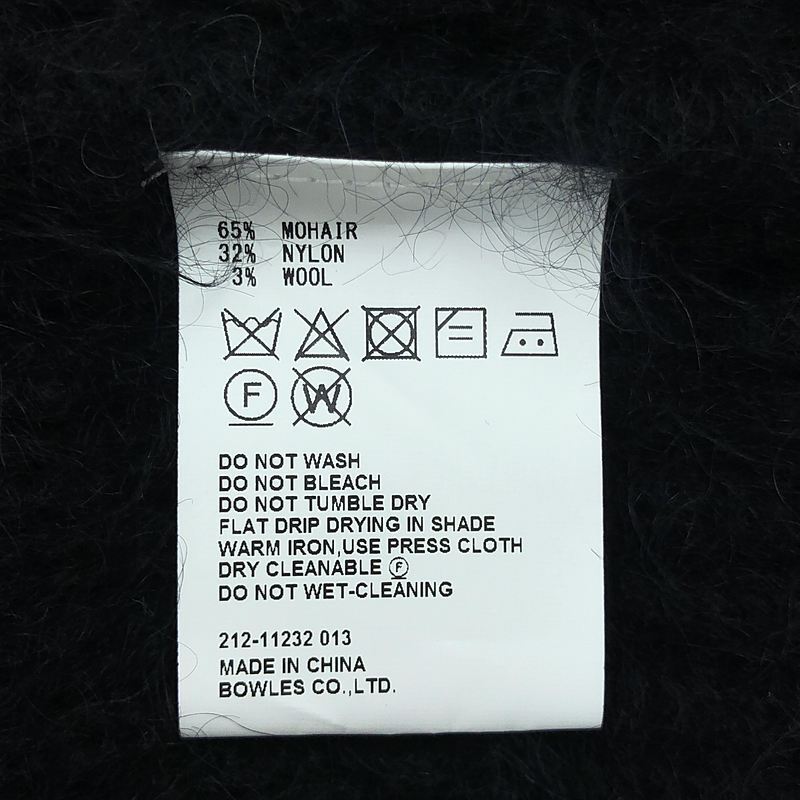 65% MOHAIR
32% NYLON
3% WOOL
F W
DO NOT WASH
DO NOT BLEACH
DO NOT TUMBLE DRY
FLAT DRIP DRYING IN SHADE
WARM IRON,USE PRESS CLOTH
DRY CLEANABLE Ⓕ
DO NOT WET-CLEANING
212-11232 013
MADE IN CHINA
BOWLES CO.,LTD.